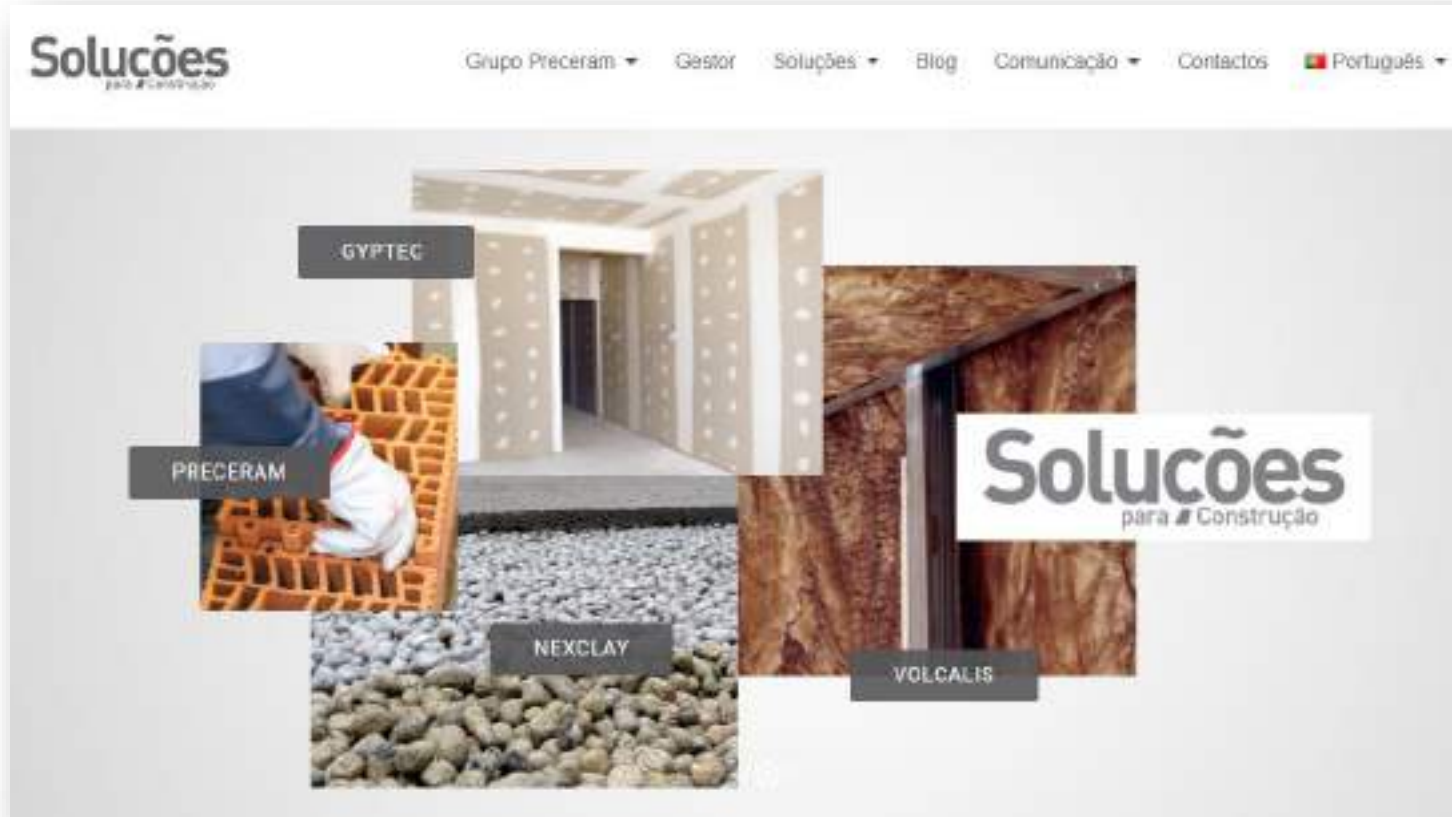 Soluções
para a Construção
Grupo Preceram
Gestor
Soluções
Blog
Comunicação
Contactos
Português
GYPTEC
PRECERAM
Soluções
para a Construção
NEXCLAY
VOLCALIS